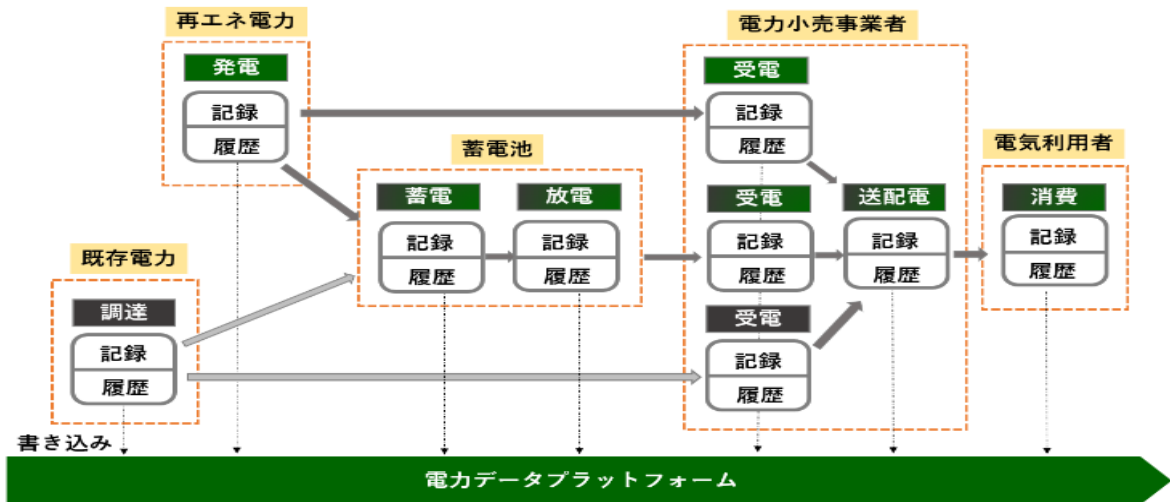 再エネ電力
発電
記録
履歴
既存電力
調達
記録
履歴
蓄電池
蓄電
記録
履歴
放電
記録
履歴
電力小売事業者
受電
記録
履歴
受電
記録
履歴
受電
記録
履歴
送配電
記録
履歴
電気利用者
消費
記録
履歴
書き込み
電力データプラットフォーム